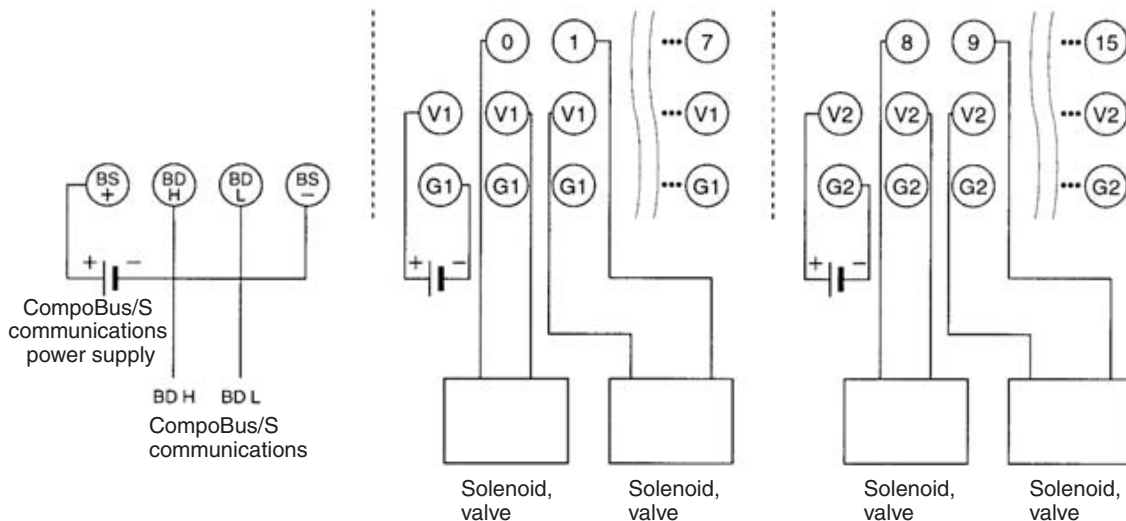 0 1 ••• 7
8 9 ••• 15
V1 V1 V1 ••• V1
V2 V2 V2 ••• V2
BS + BD H BD L BS −
G1 G1 G1 ••• G1
G2 G2 G2 ••• G2
+ −
+ −
+ −
CompoBus/S
communications
power supply
BD H BD L
CompoBus/S
communications
Solenoid,
valve
Solenoid,
valve
Solenoid,
valve
Solenoid,
valve